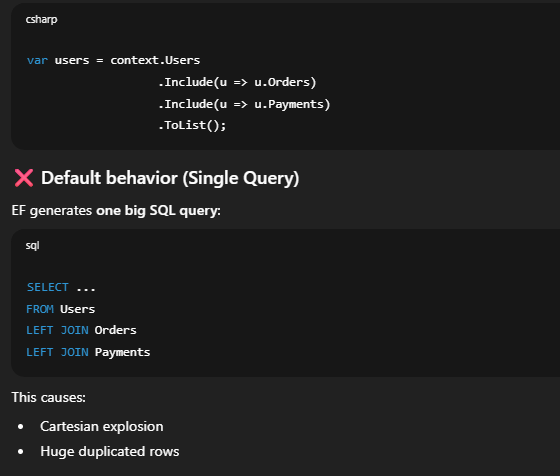 csharp
var users = context.Users
.Include(u => u.Orders)
.Include(u => u.Payments)
.ToList();
❌ Default behavior (Single Query)
EF generates one big SQL query:
sql
SELECT ...
FROM Users
LEFT JOIN Orders
LEFT JOIN Payments
This causes:
• Cartesian explosion
• Huge duplicated rows